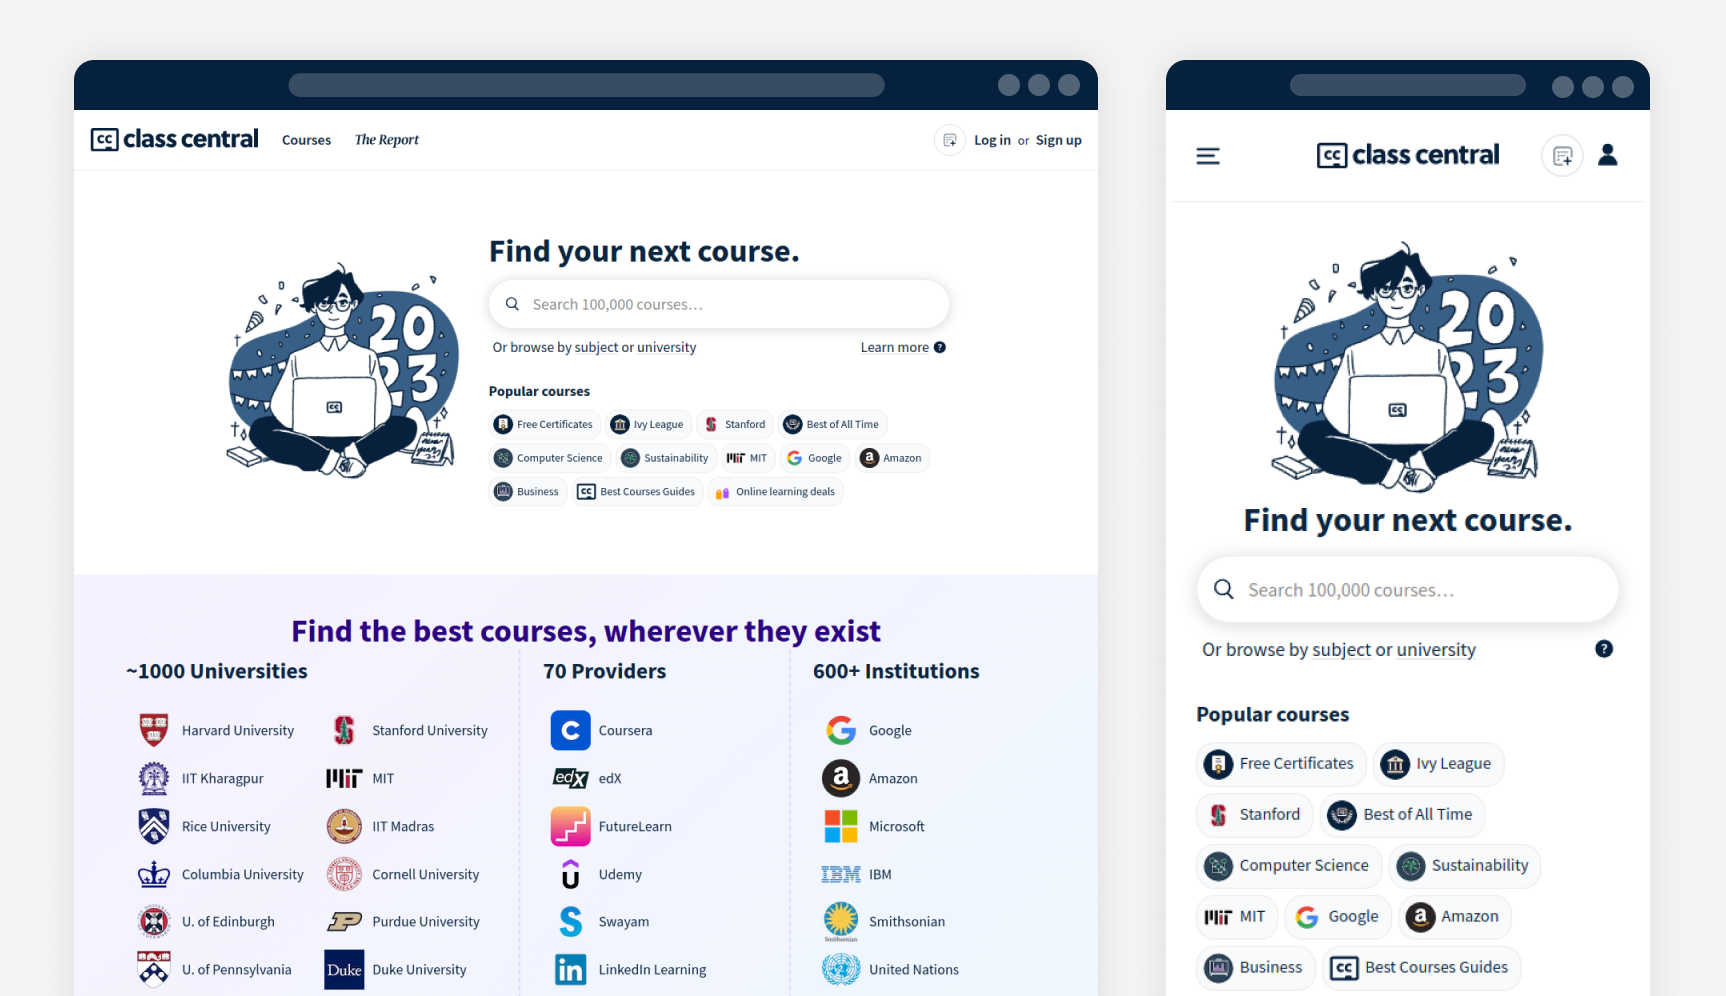 class central
Courses
The Report
Log in or Sign up
2023
Find your next course.
Search 100,000 courses...
Or browse by subject or university
Learn more ?
Popular courses
Free Certificates
Ivy League
Stanford
Best of All Time
Computer Science
Sustainability
MIT
Google
Amazon
Business
Best Courses Guides
Online learning deals
Find the best courses, wherever they exist
~1000 Universities
Harvard University
Stanford University
IIT Kharagpur
MIT
Rice University
IIT Madras
Columbia University
Cornell University
U. of Edinburgh
Purdue University
U. of Pennsylvania
Duke
Duke University
70 Providers
Coursera
edX
edX
FutureLearn
Udemy
Swayam
in
LinkedIn Learning
600+ Institutions
Google
Amazon
Microsoft
IBM
IBM
Smithsonian
Smithsonian
United Nations
class central
2023
Find your next course.
Search 100,000 courses...
Or browse by subject or university
?
Popular courses
Free Certificates
Ivy League
Stanford
Best of All Time
Computer Science
Sustainability
MIT
Google
Amazon
Business
Best Courses Guides